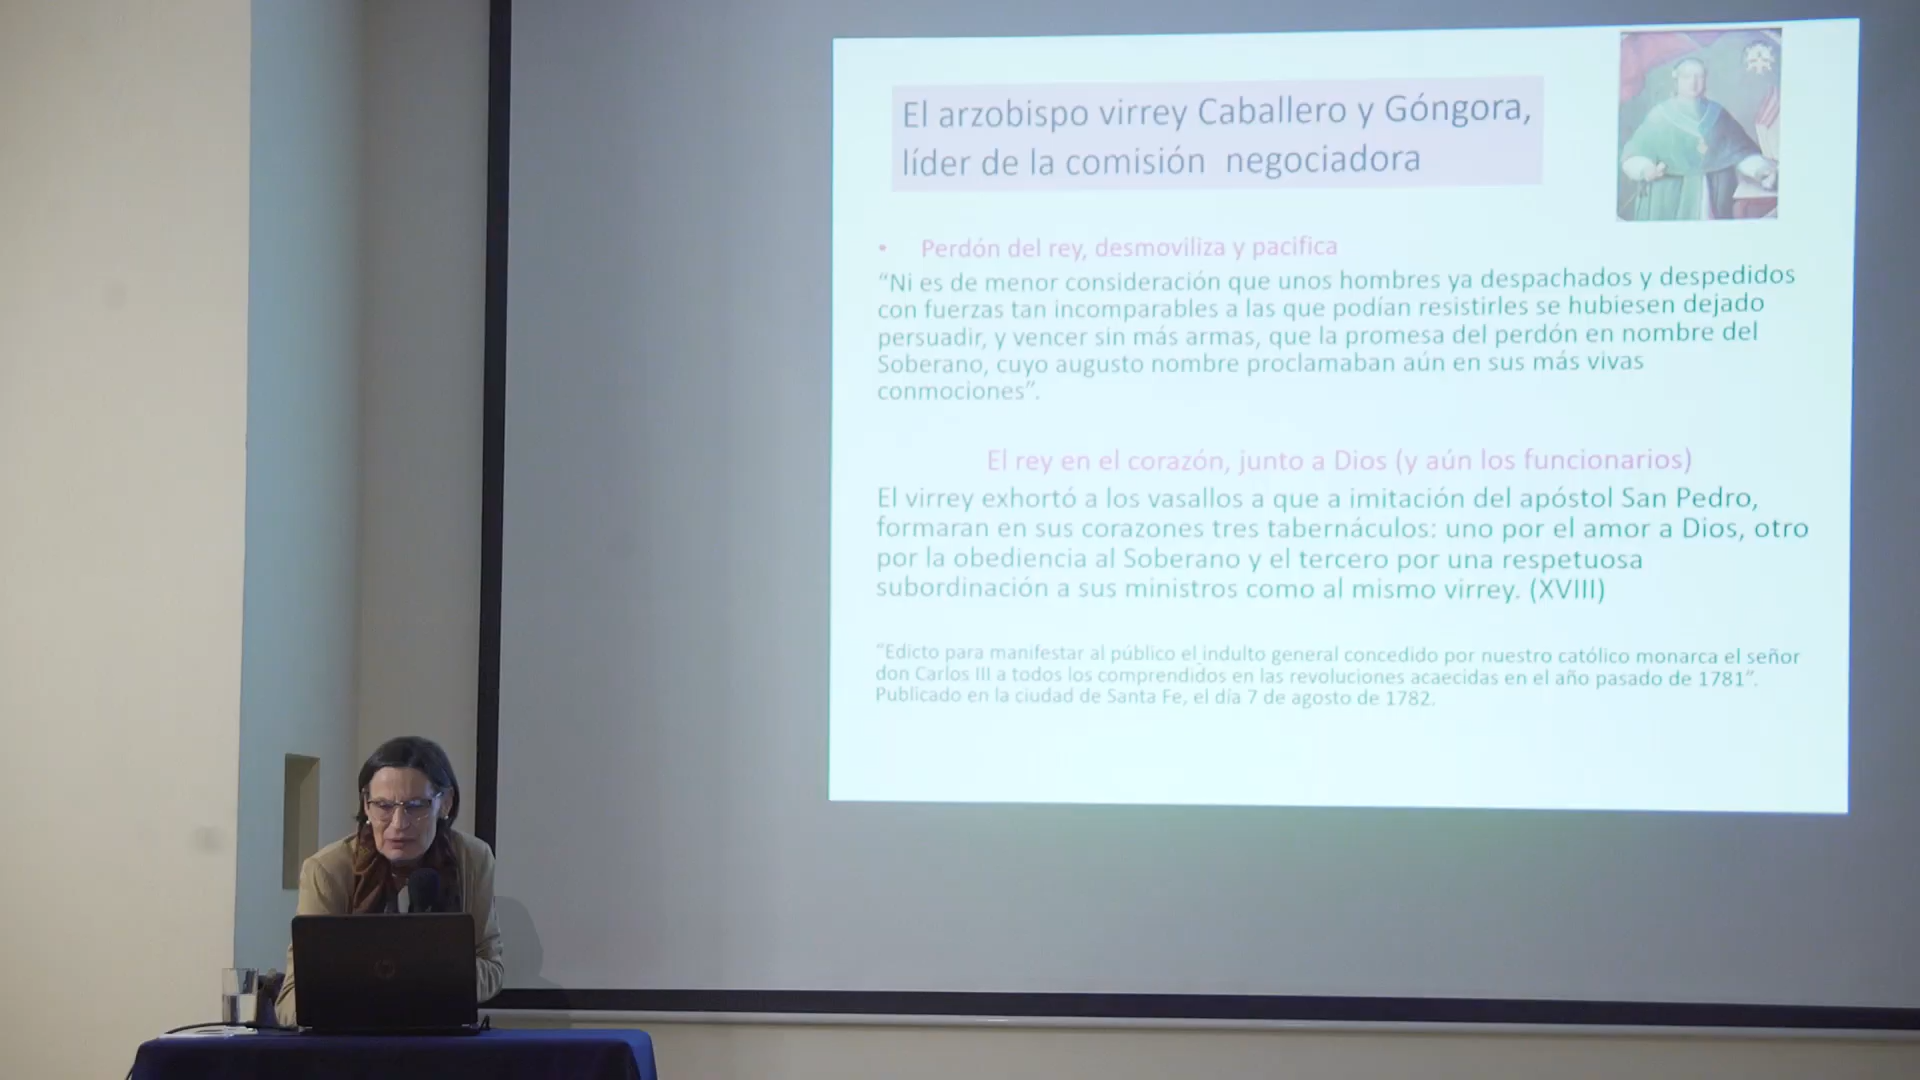 El arzobispo virrey Caballero y Góngora,
líder de la comisión negociadora
• Perdón del rey, desmoviliza y pacifica
“Ni es de menor consideración que unos hombres ya despachados y despedidos
con fuerzas tan incomparables a las que podían resistirles se hubiesen dejado
persuadir, y vencer sin más armas, que la promesa del perdón en nombre del
Soberano, cuyo augusto nombre proclamaban aún en sus más vivas
conmociones”.
El rey en el corazón, junto a Dios (y aún los funcionarios)
El virrey exhortó a los vasallos a que a imitación del apóstol San Pedro,
formaran en sus corazones tres tabernáculos: uno por el amor a Dios, otro
por la obediencia al Soberano y el tercero por una respetuosa
subordinación a sus ministros como al mismo virrey. (XVIII)
“Edicto para manifestar al público el indulto general concedido por nuestro católico monarca el señor
don Carlos III a todos los comprendidos en las revoluciones acaecidas en el año pasado de 1781”.
Publicado en la ciudad de Santa Fe, el día 7 de agosto de 1782.